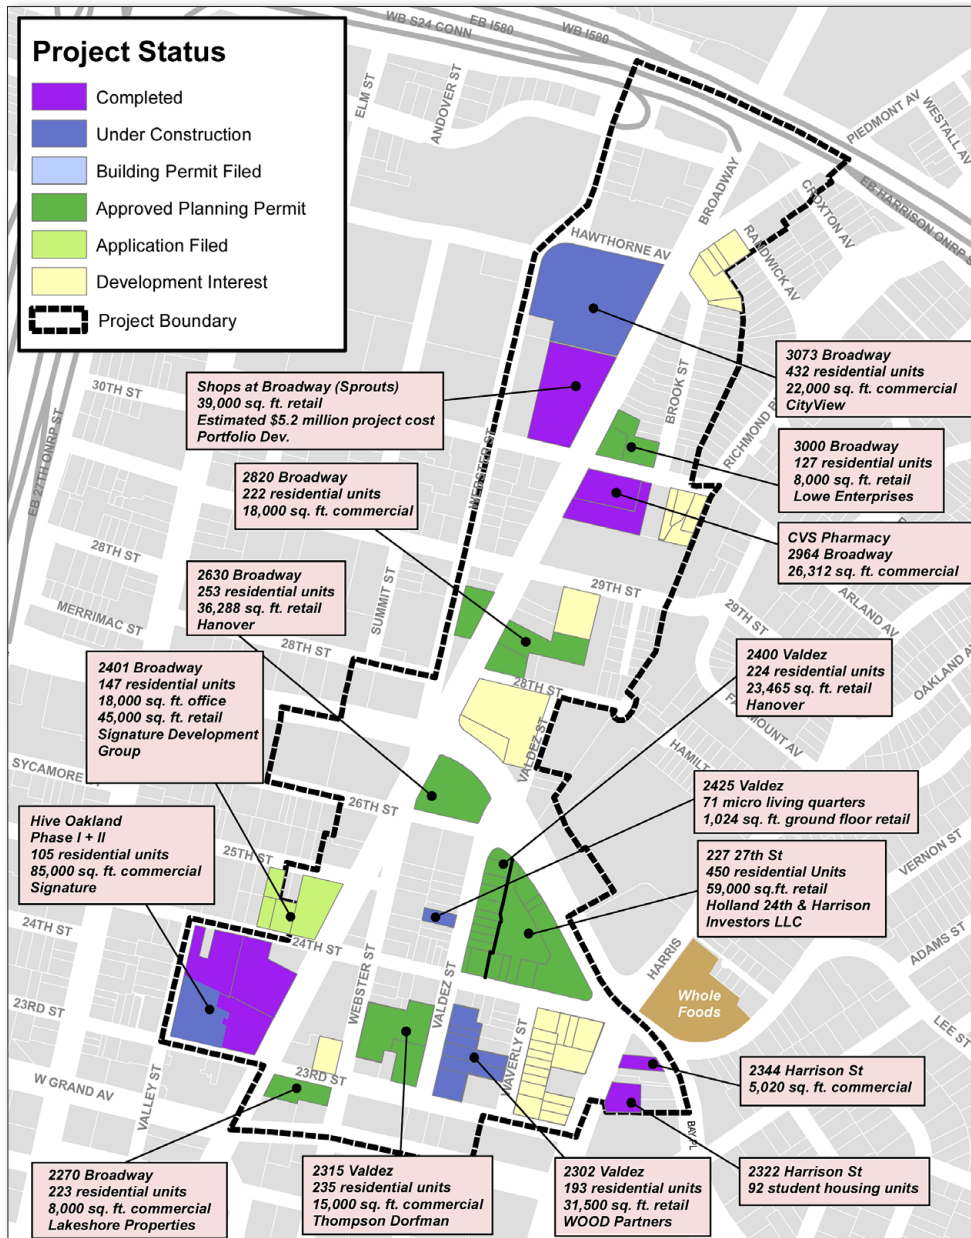 WB S24 CONN
EB I580
WB I580
Project Status
Completed
Under Construction
Building Permit Filed
Approved Planning Permit
Application Filed
Development Interest
Project Boundary
ELM ST
ANDOVER ST
BROADWAY
PIEDMONT AV
WESTALL AV
CROXTON AV
EB HARRISON ONRP S
RANDWICK AV
HAWTHORNE AV
3073 Broadway
432 residential units
22,000 sq. ft. commercial
CityView
30TH ST
EB 27TH ONRP ST
Shops at Broadway (Sprouts)
39,000 sq. ft. retail
Estimated $5.2 million project cost
Portfolio Dev.
BROOK ST
WEBSTER ST
3000 Broadway
127 residential units
8,000 sq. ft. retail
Lowe Enterprises
2820 Broadway
222 residential units
18,000 sq. ft. commercial
CVS Pharmacy
2964 Broadway
26,312 sq. ft. commercial
28TH ST
MERRIMAC ST
SUMMIT ST
2630 Broadway
253 residential units
36,288 sq. ft. retail
Hanover
28TH ST
29TH ST
29TH ST
ARLAND AV
OAKLAND AV
2401 Broadway
147 residential units
18,000 sq. ft. office
45,000 sq. ft. retail
Signature Development
Group
2400 Valdez
224 residential units
23,465 sq. ft. retail
Hanover
28TH ST
VALDEZ ST
FAIRMOUNT AV
HAMILT
SYCAMORE
26TH ST
2425 Valdez
71 micro living quarters
1,024 sq. ft. ground floor retail
Hive Oakland
Phase I + II
105 residential units
85,000 sq. ft. commercial
Signature
25TH ST
227 27th St
450 residential Units
59,000 sq.ft. retail
Holland 24th & Harrison
Investors LLC
VERNON ST
24TH ST
24TH ST
WEBSTER ST
VALDEZ ST
HARRIS
ADAMS ST
Whole
Foods
23RD ST
WAVERLY ST
LEE ST
W GRAND AV
VALLEY ST
23RD ST
2344 Harrison St
5,020 sq. ft. commercial
BAY PL
2270 Broadway
223 residential units
8,000 sq. ft. commercial
Lakeshore Properties
2315 Valdez
235 residential units
15,000 sq. ft. commercial
Thompson Dorfman
2302 Valdez
193 residential units
31,500 sq. ft. retail
WOOD Partners
2322 Harrison St
92 student housing units